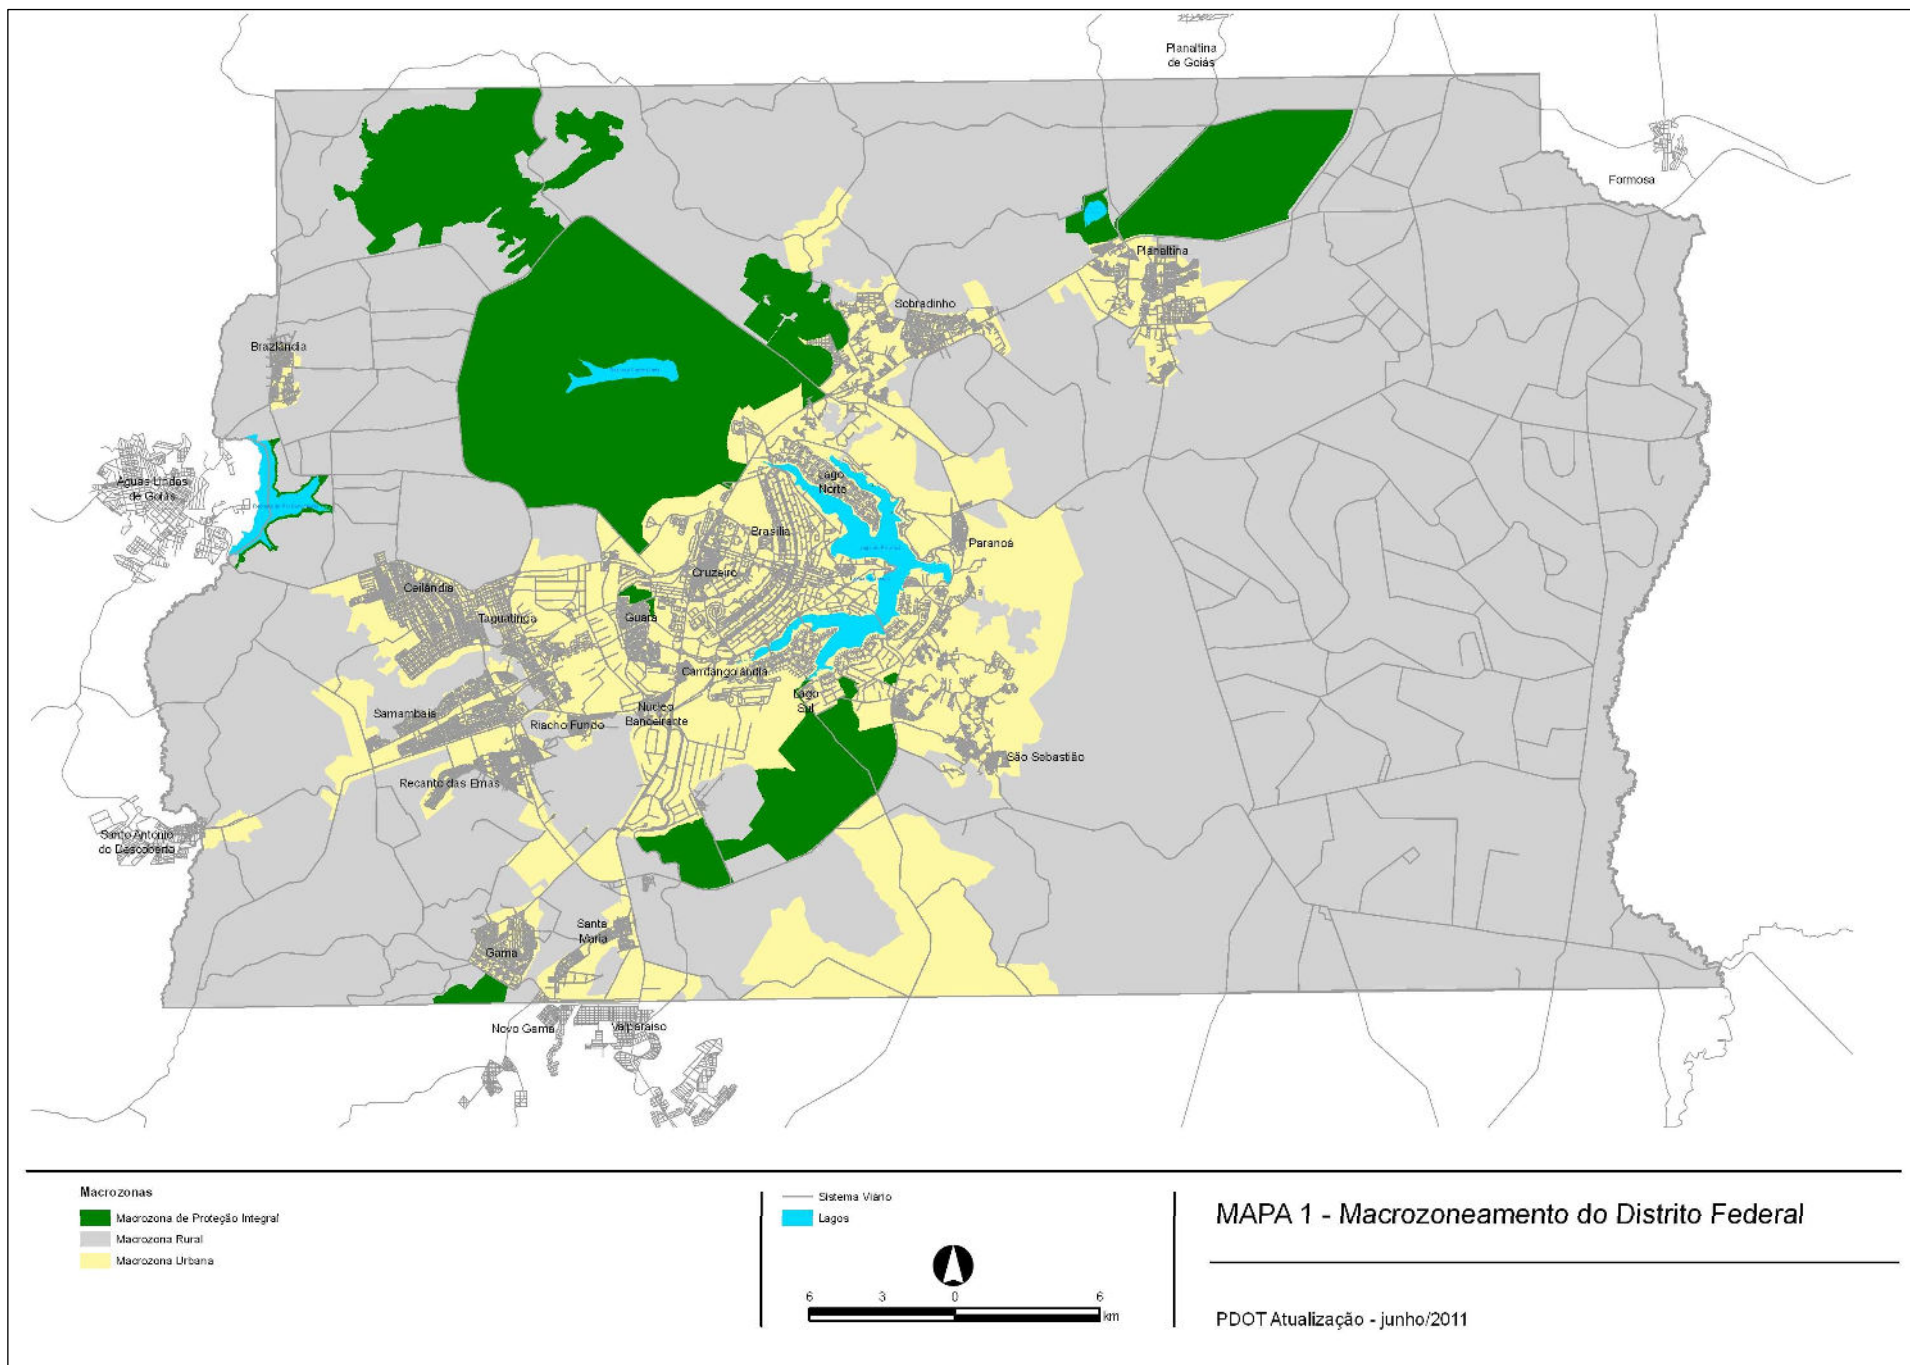 Planaltina
de Goiás
Formosa
Planaltina
Sobradinho
Brazlândia
Águas Lindas
de Goiás
Lago
Norte
Brasília
Paranoá
Cruzeiro
Ceilândia
Taguatinga
Guará
Candangolândia
Lago
Sul
Samambaia
Riacho Fundo
Núcleo
Bandeirante
São Sebastião
Recanto das Emas
Santo Antonio
do Descoberto
Santa
Maria
Gama
Novo Gama
Valparaiso
Macrozonas
Macrozona de Proteção Integral
Macrozona Rural
Macrozona Urbana
Sistema Viário
Lagos
6 3 0 6
km
MAPA 1 - Macrozoneamento do Distrito Federal
PDOT Atualização - junho/2011